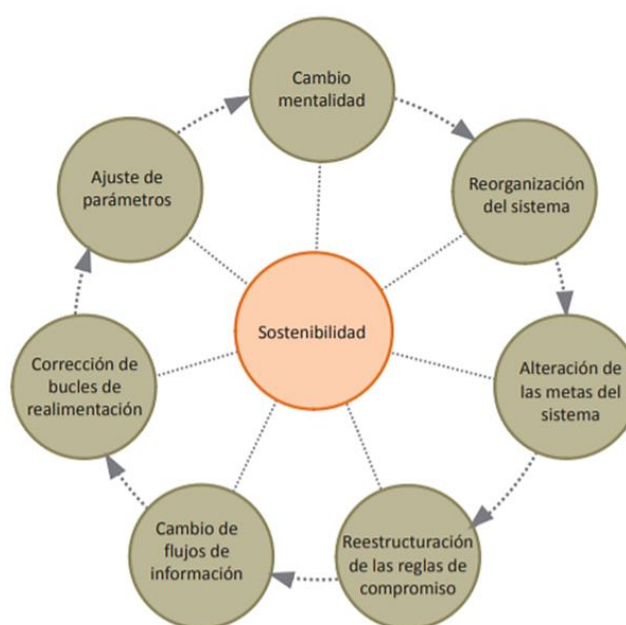 Cambio
mentalidad
Reorganización
del sistema
Alteración de
las metas del
sistema
Reestructuración
de las reglas de
compromiso
Cambio de
flujos de
información
Corrección de
bucles de
realimentación
Ajuste de
parámetros
Sostenibilidad